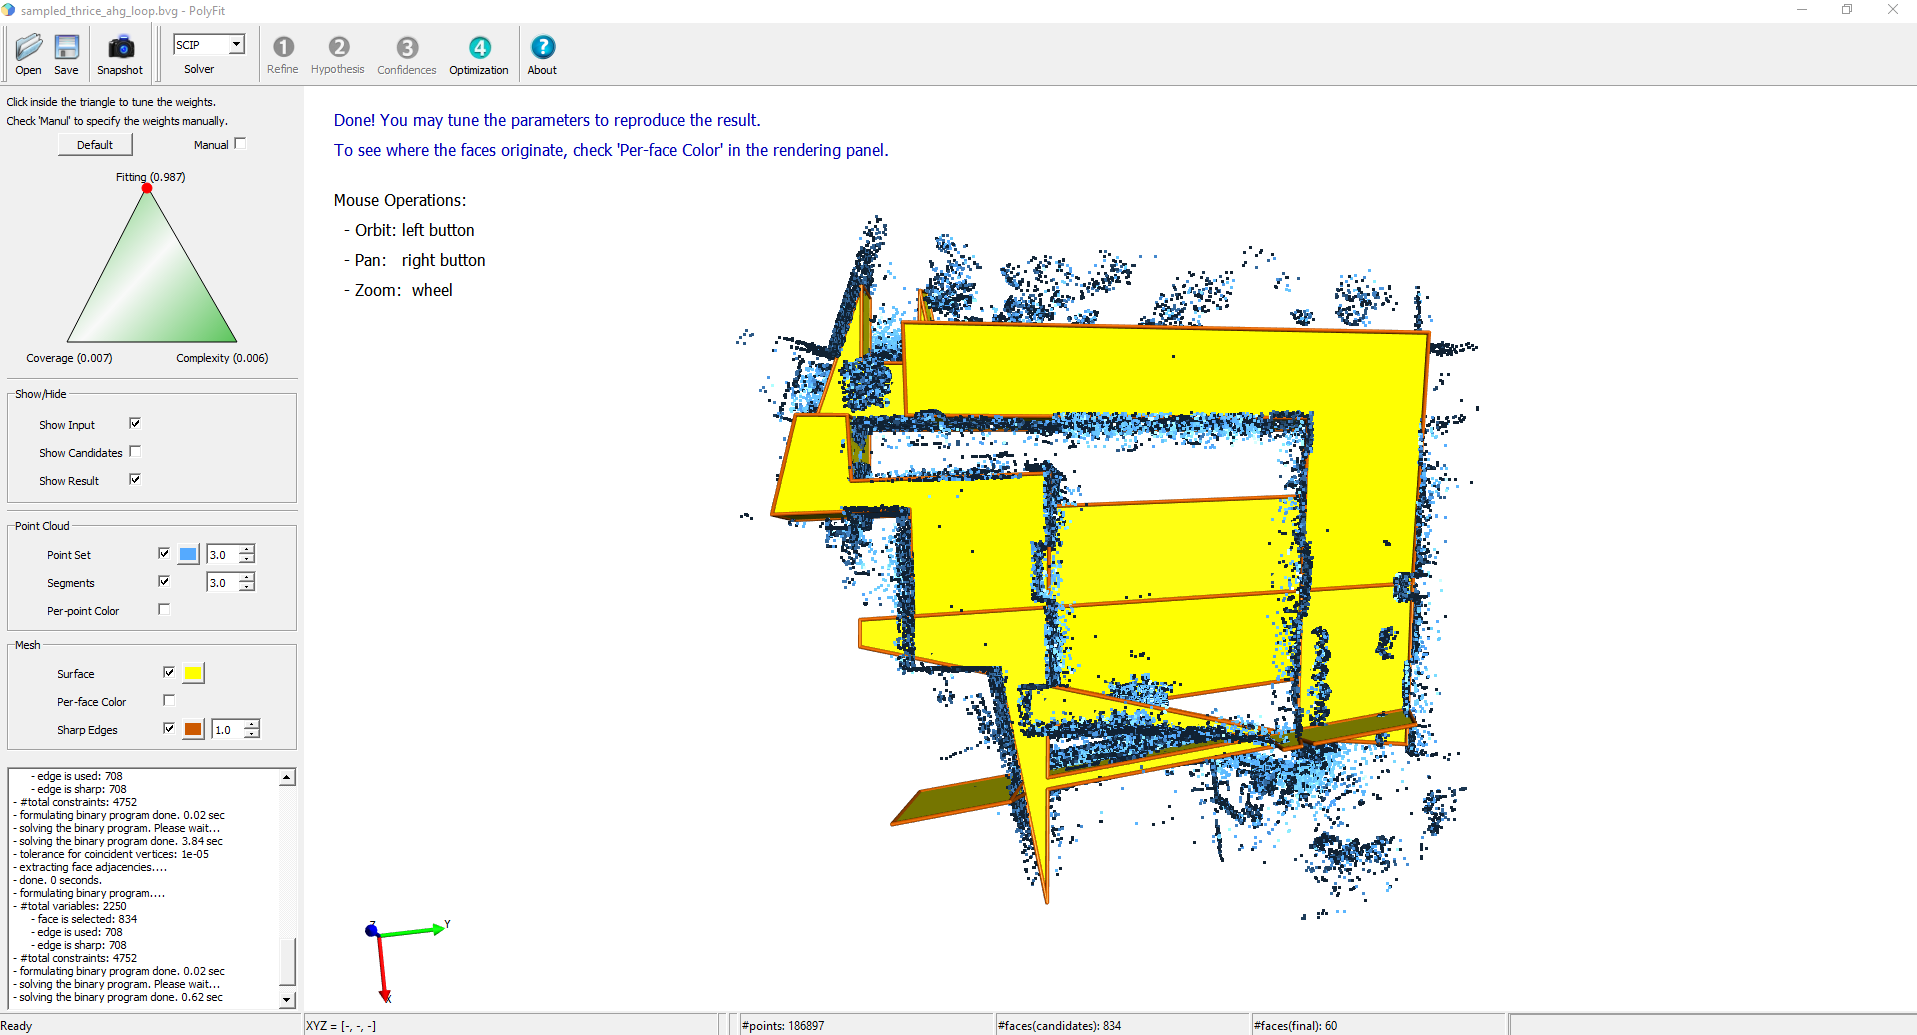 sampled_thrice_ahg_loop.bvg - PolyFit
SCIP
1 2 3 4 ?
Open Save Snapshot Solver Refine Hypothesis Confidences Optimization About
Click inside the triangle to tune the weights.
Check 'Manul' to specify the weights manually.
Default Manual
Fitting (0.987)
Coverage (0.007) Complexity (0.006)
Show/Hide
Show Input
Show Candidates
Show Result
Point Cloud
Point Set 3.0
Segments 3.0
Per-point Color
Mesh
Surface
Per-face Color
Sharp Edges 1.0
- edge is used: 708
- edge is sharp: 708
- #total constraints: 4752
- formulating binary program done. 0.02 sec
- solving the binary program. Please wait...
- solving the binary program done. 3.84 sec
- tolerance for coincident vertices: 1e-05
- extracting face adjacencies....
- done. 0 seconds.
- formulating binary program....
- #total variables: 2250
- face is selected: 834
- edge is used: 708
- edge is sharp: 708
- #total constraints: 4752
- formulating binary program done. 0.02 sec
- solving the binary program. Please wait...
- solving the binary program done. 0.62 sec
Done! You may tune the parameters to reproduce the result.
To see where the faces originate, check 'Per-face Color' in the rendering panel.
Mouse Operations:
- Orbit: left button
- Pan: right button
- Zoom: wheel
Z
Y
X
Ready
XYZ = [-, -, -]
#points: 186897
#faces(candidates): 834
#faces(final): 60